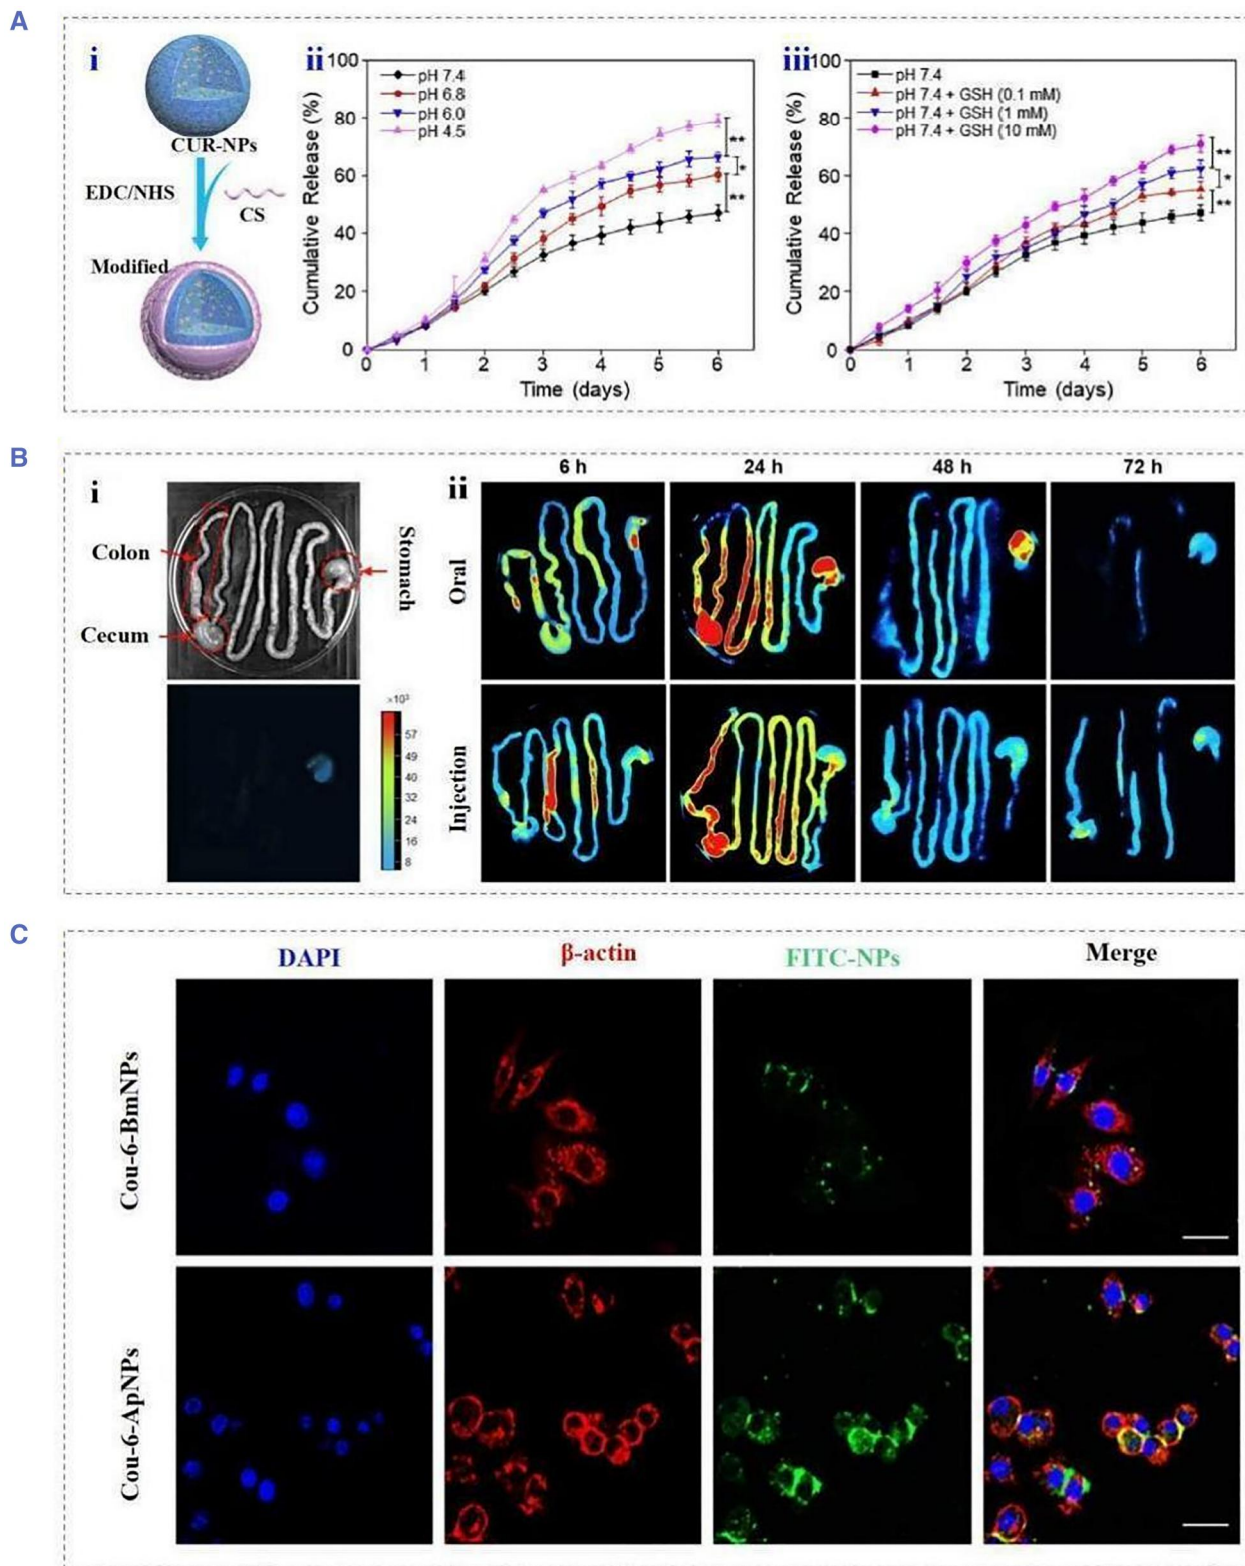 A
i
CUR-NPs
EDC/NHS
CS
Modified
ii
Cumulative Release (%)
100
80
60
40
20
0
pH 7.4
pH 6.8
pH 6.0
pH 4.5
**
*
**
0 1 2 3 4 5 6
Time (days)
iii
Cumulative Release (%)
100
80
60
40
20
0
pH 7.4
pH 7.4 + GSH (0.1 mM)
pH 7.4 + GSH (1 mM)
pH 7.4 + GSH (10 mM)
**
*
**
0 1 2 3 4 5 6
Time (days)
B
i
Colon
Cecum
Stomach
×10³
57
49
40
32
24
16
8
ii
6 h 24 h 48 h 72 h
Oral
Injection
C
DAPI β-actin FITC-NPs Merge
Cou-6-BmNPs
Cou-6-ApNPs